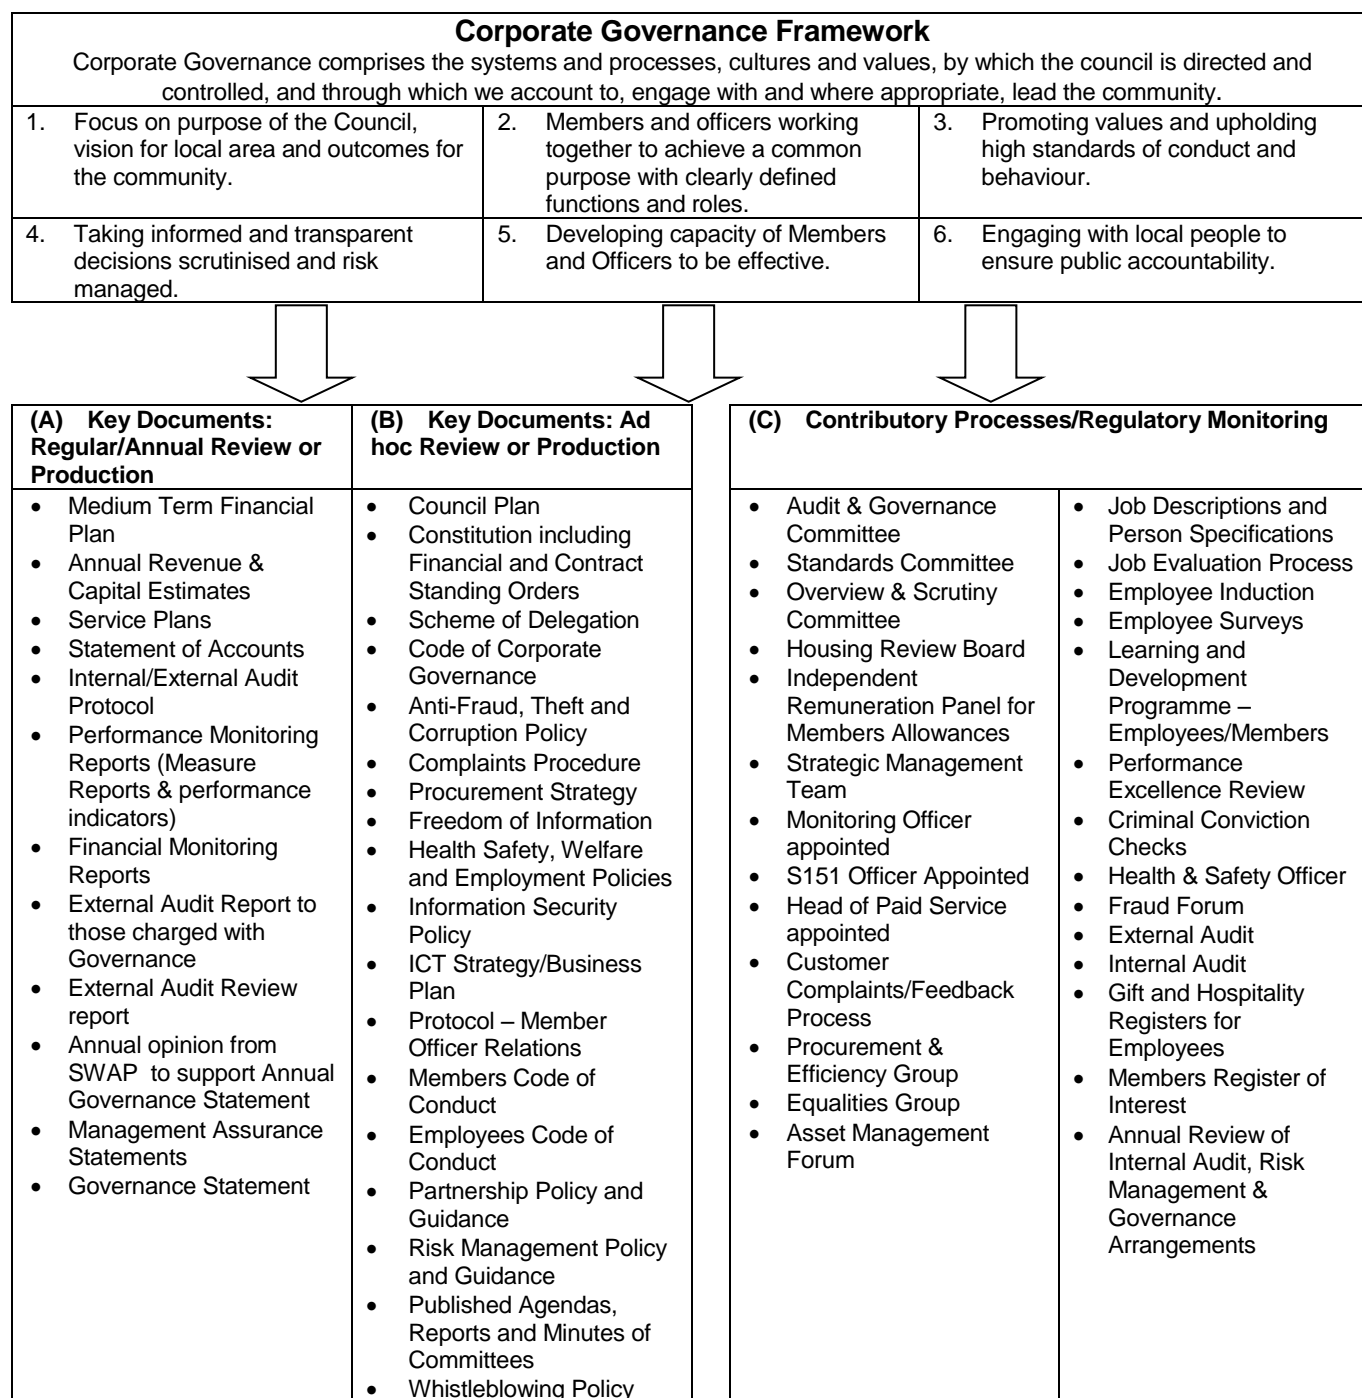 Corporate Governance Framework
Corporate Governance comprises the systems and processes, cultures and values, by which the council is directed and
controlled, and through which we account to, engage with and where appropriate, lead the community.
1. Focus on purpose of the Council,
vision for local area and outcomes for
the community.
2. Members and officers working
together to achieve a common
purpose with clearly defined
functions and roles.
3. Promoting values and upholding
high standards of conduct and
behaviour.
4. Taking informed and transparent
decisions scrutinised and risk
managed.
5. Developing capacity of Members
and Officers to be effective.
6. Engaging with local people to
ensure public accountability.
(A) Key Documents:
Regular/Annual Review or
Production
• Medium Term Financial
Plan
• Annual Revenue &
Capital Estimates
• Service Plans
• Statement of Accounts
• Internal/External Audit
Protocol
• Performance Monitoring
Reports (Measure
Reports & performance
indicators)
• Financial Monitoring
Reports
• External Audit Report to
those charged with
Governance
• External Audit Review
report
• Annual opinion from
SWAP to support Annual
Governance Statement
• Management Assurance
Statements
• Governance Statement
(B) Key Documents: Ad
hoc Review or Production
• Council Plan
• Constitution including
Financial and Contract
Standing Orders
• Scheme of Delegation
• Code of Corporate
Governance
• Anti-Fraud, Theft and
Corruption Policy
• Complaints Procedure
• Procurement Strategy
• Freedom of Information
• Health Safety, Welfare
and Employment Policies
• Information Security
Policy
• ICT Strategy/Business
Plan
• Protocol – Member
Officer Relations
• Members Code of
Conduct
• Employees Code of
Conduct
• Partnership Policy and
Guidance
• Risk Management Policy
and Guidance
• Published Agendas,
Reports and Minutes of
Committees
• Whistleblowing Policy
(C) Contributory Processes/Regulatory Monitoring
• Audit & Governance
Committee
• Standards Committee
• Overview & Scrutiny
Committee
• Housing Review Board
• Independent
Remuneration Panel for
Members Allowances
• Strategic Management
Team
• Monitoring Officer
appointed
• S151 Officer Appointed
• Head of Paid Service
appointed
• Customer
Complaints/Feedback
Process
• Procurement &
Efficiency Group
• Equalities Group
• Asset Management
Forum
• Job Descriptions and
Person Specifications
• Job Evaluation Process
• Employee Induction
• Employee Surveys
• Learning and
Development
Programme –
Employees/Members
• Performance
Excellence Review
• Criminal Conviction
Checks
• Health & Safety Officer
• Fraud Forum
• External Audit
• Internal Audit
• Gift and Hospitality
Registers for
Employees
• Members Register of
Interest
• Annual Review of
Internal Audit, Risk
Management &
Governance
Arrangements